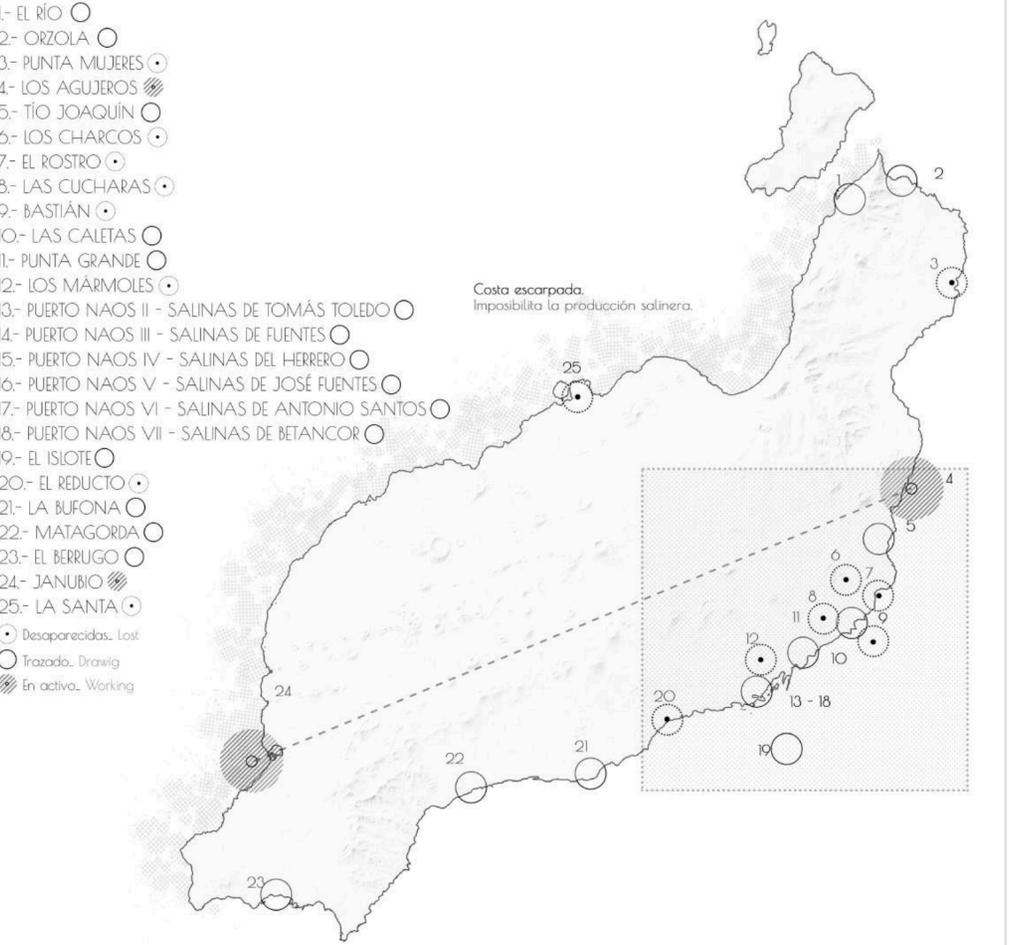 1.- EL RÍO
2.- ORZOLA
3.- PUNTA MUJERES
4.- LOS AGUJEROS
5.- TÍO JOAQUÍN
6.- LOS CHARCOS
7.- EL ROSTRO
8.- LAS CUCHARAS
9.- BASTIÁN
10.- LAS CALETAS
11.- PUNTA GRANDE
12.- LOS MÁRMOLES
13.- PUERTO NAOS II - SALINAS DE TOMÁS TOLEDO
14.- PUERTO NAOS III - SALINAS DE FUENTES
15.- PUERTO NAOS IV - SALINAS DEL HERRERO
16.- PUERTO NAOS V - SALINAS DE JOSÉ FUENTES
17.- PUERTO NAOS VI - SALINAS DE ANTONIO SANTOS
18.- PUERTO NAOS VII - SALINAS DE BETANCOR
19.- EL ISLOTE
20.- EL REDUCTO
21.- LA BUFONA
22.- MATAGORDA
23.- EL BERRUGO
24.- JANUBIO
25.- LA SANTA
Desaparecidas_ Lost
Trazado_ Drawig
En activo_ Working
Costa escarpada.
Imposibilita la producción salinera.
1
2
3
25
4
5
6
7
8
11
9
12
10
24
20
13 - 18
21
19
22
23